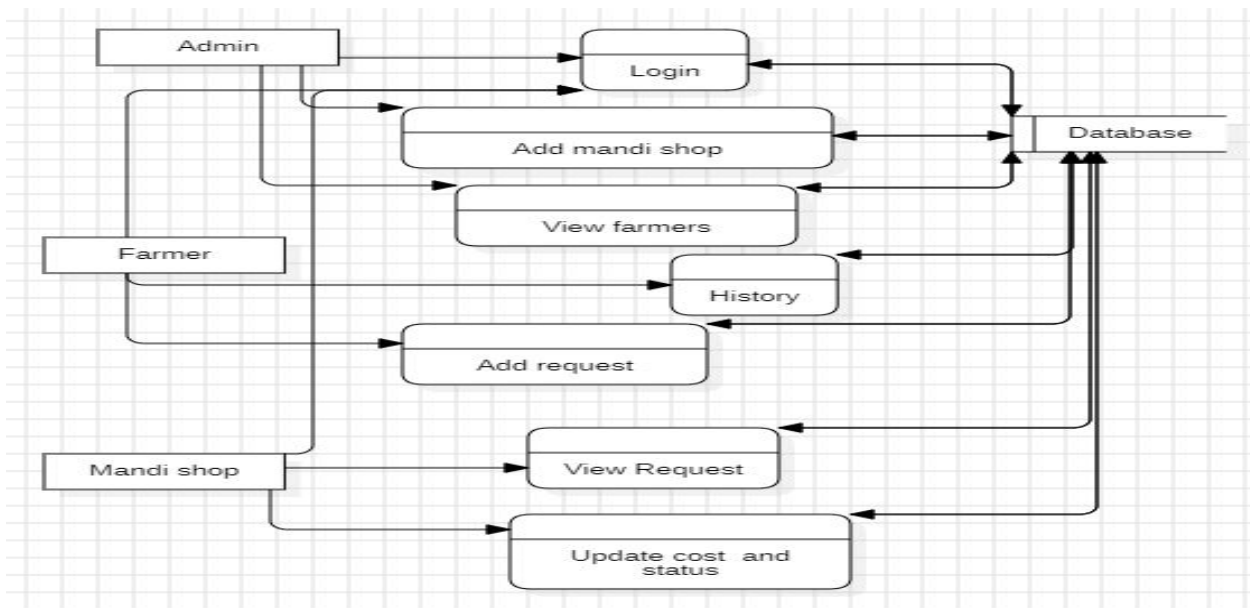 Admin
Login
Database
Add mandi shop
View farmers
Farmer
History
Add request
Mandi shop
View Request
Update cost and
status